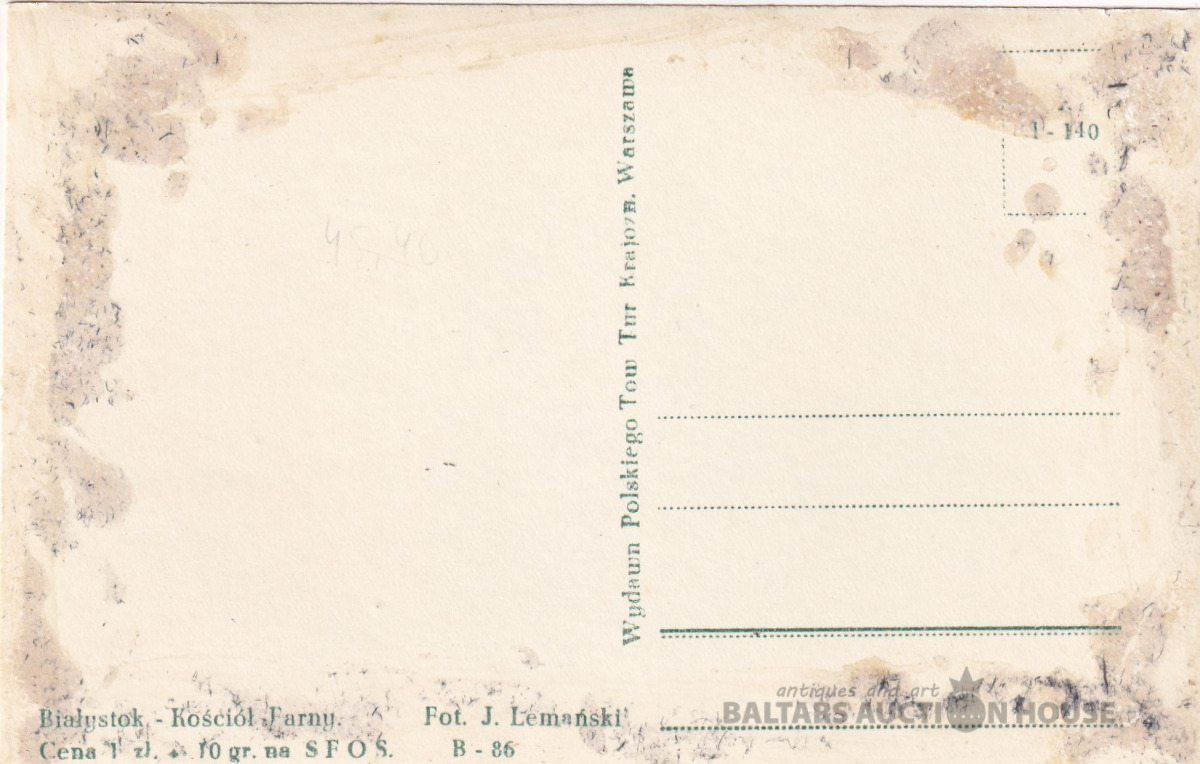 1 - 140
41,40
Wydawn Polskiego Tow Tur Krajozn. Warszawa
Białystok - Kościół Farny.
Fot. J. Lemański
Cena 1 zł. + 10 gr. na S F O S.
B - 86
antiques and art
BALTARS AUCTION HOUSE